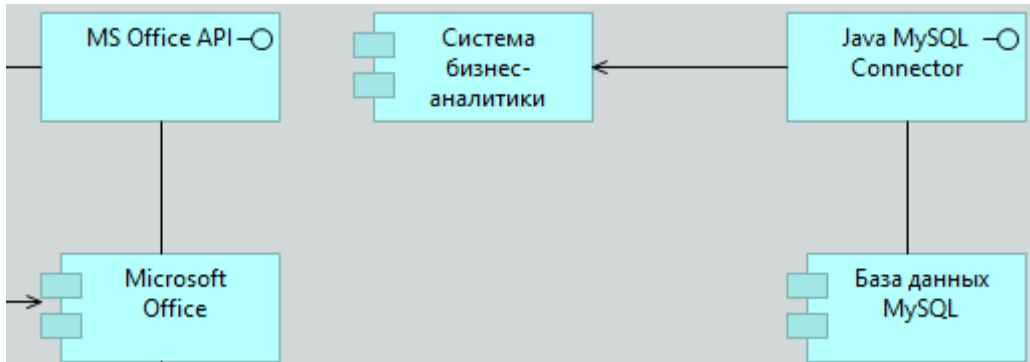 MS Office API
Система
бизнес-
аналитики
Java MySQL
Connector
Microsoft
Office
База данных
MySQL